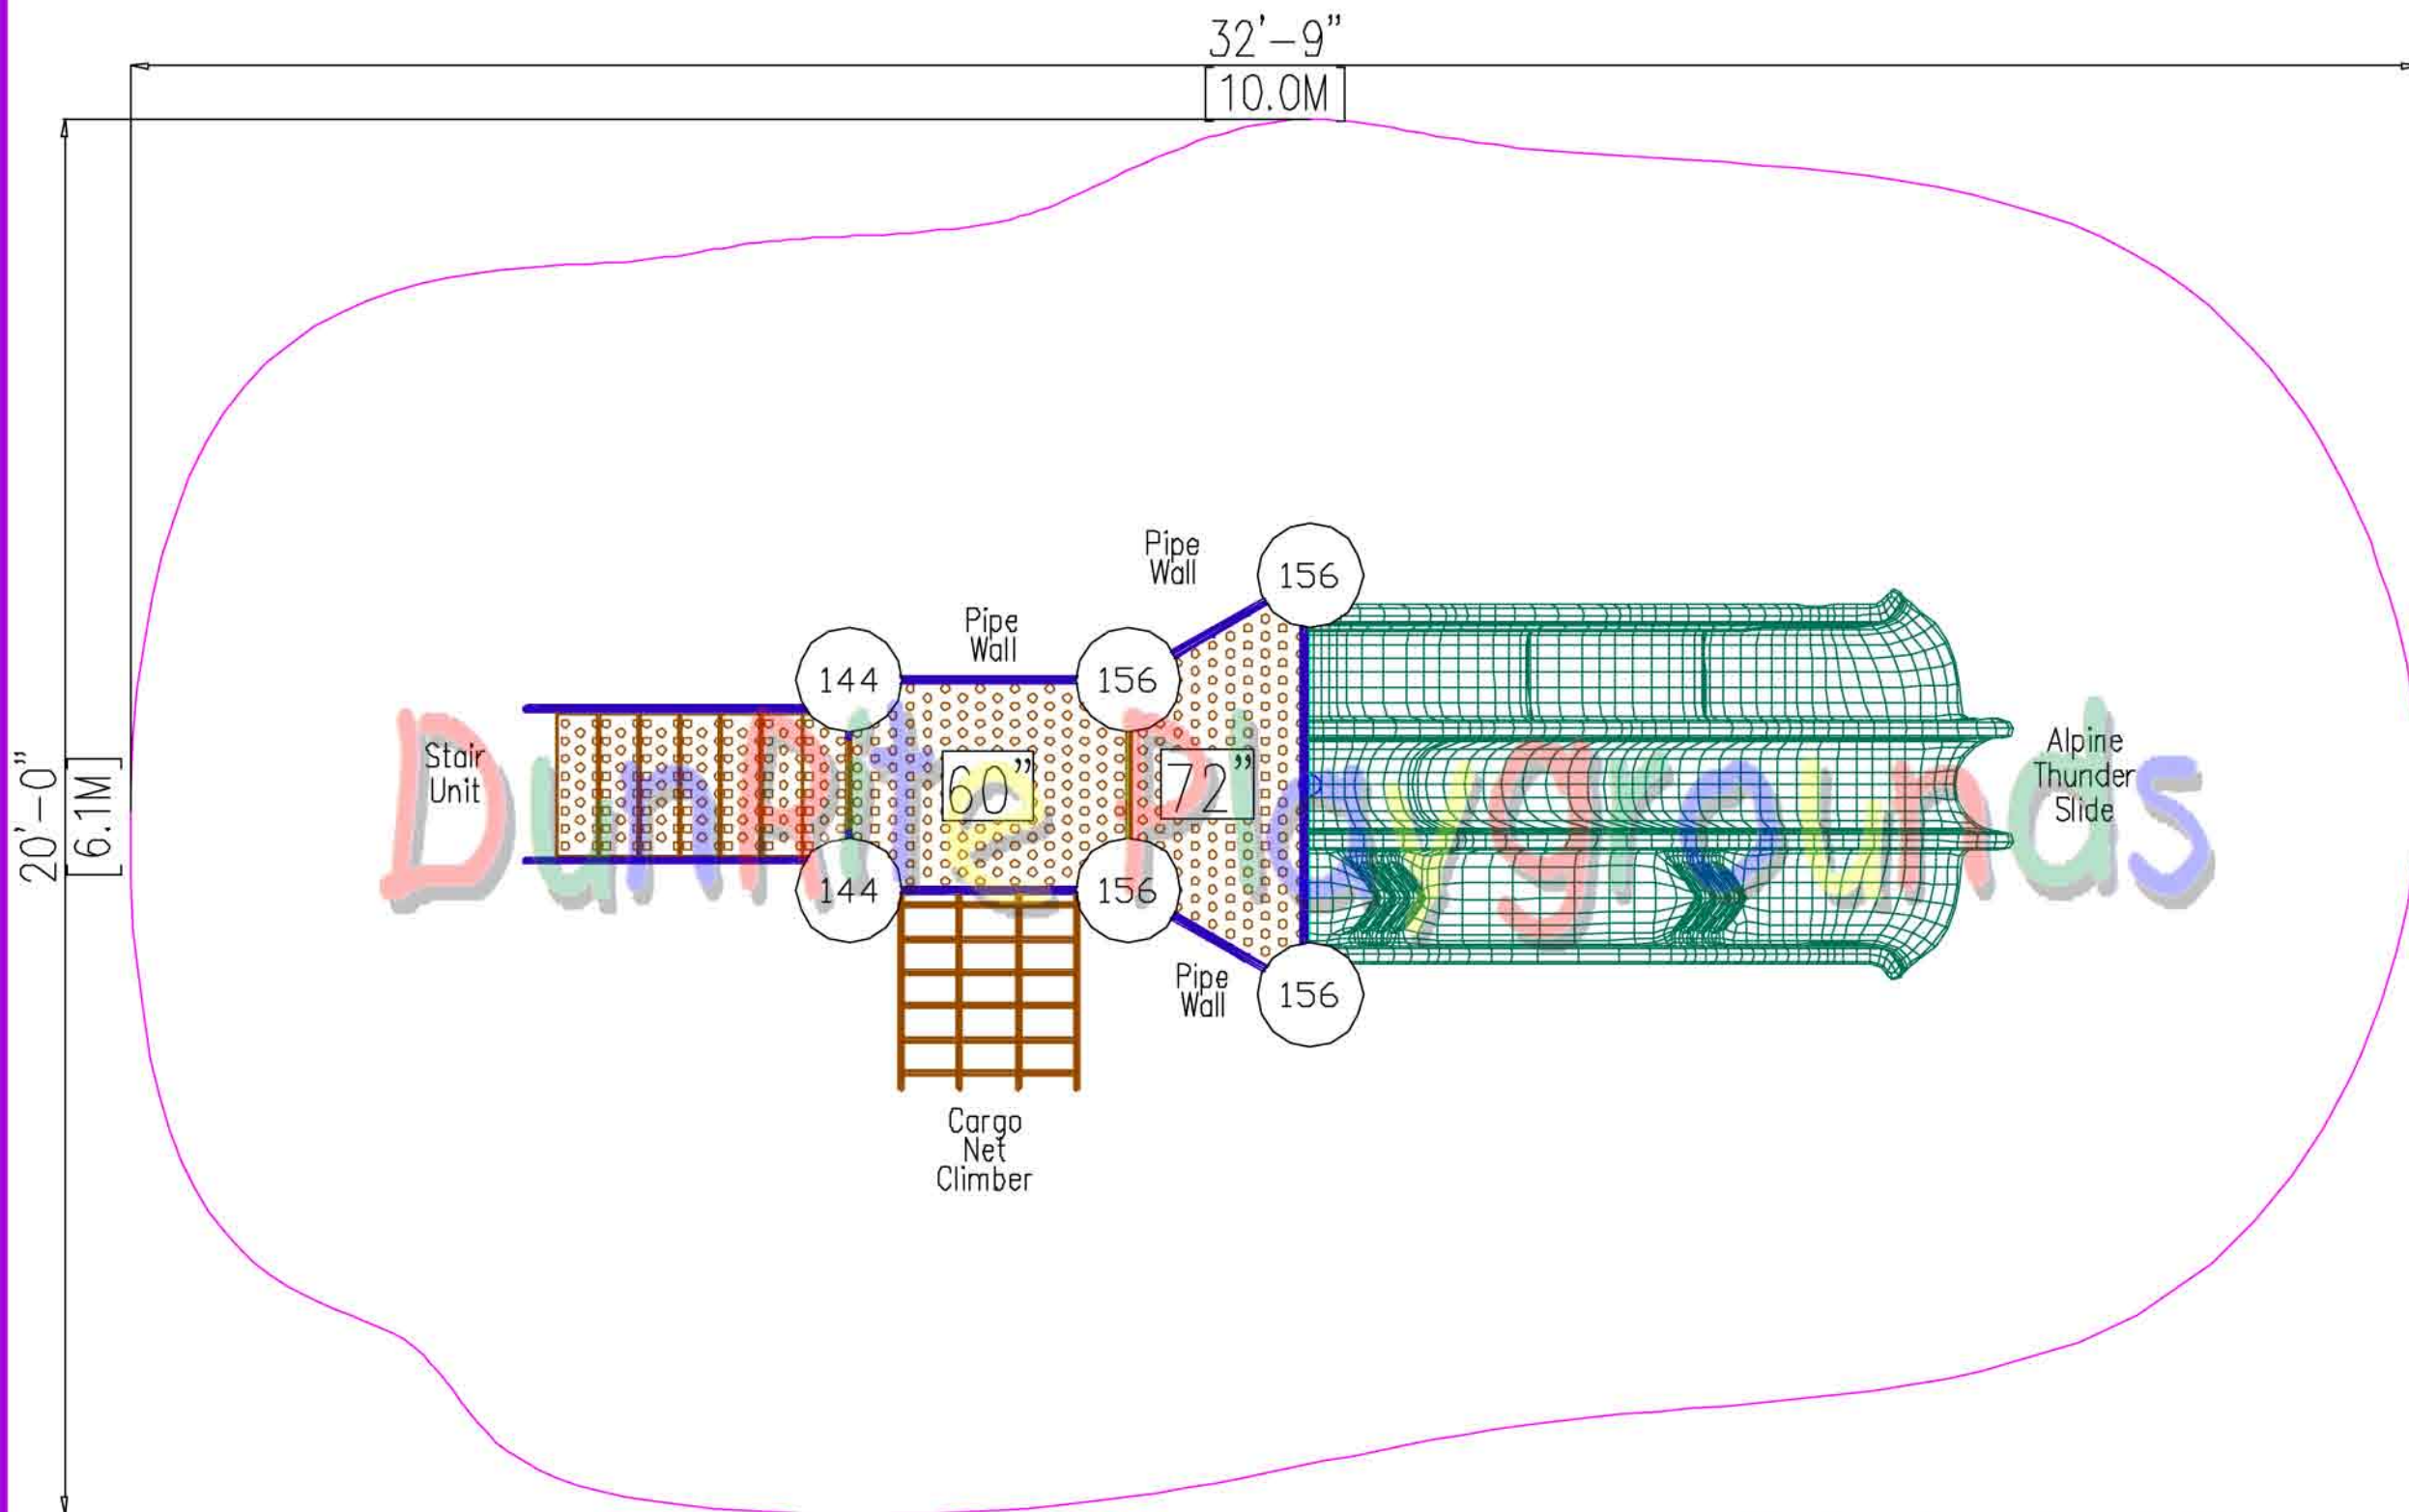 32'-9"
[10.0M]
20'-0"
[6.1M]
Pipe
Wall
156
Pipe
Wall
144
156
Stair
Unit
60"
72"
Alpine
Thunder
Slide
DunRite Playgrounds
144
156
Pipe
Wall
156
Cargo
Net
Climber